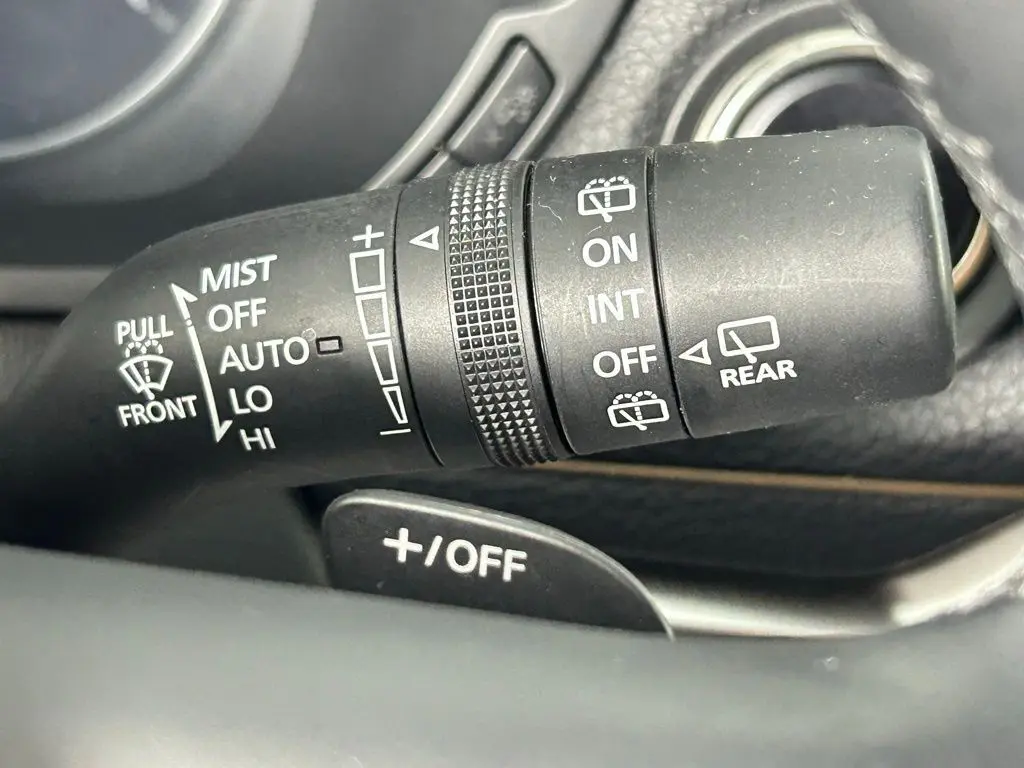 PULL
FRONT
MIST
OFF
AUTO
LO
HI
+
−
ON
INT
OFF
REAR
+/OFF